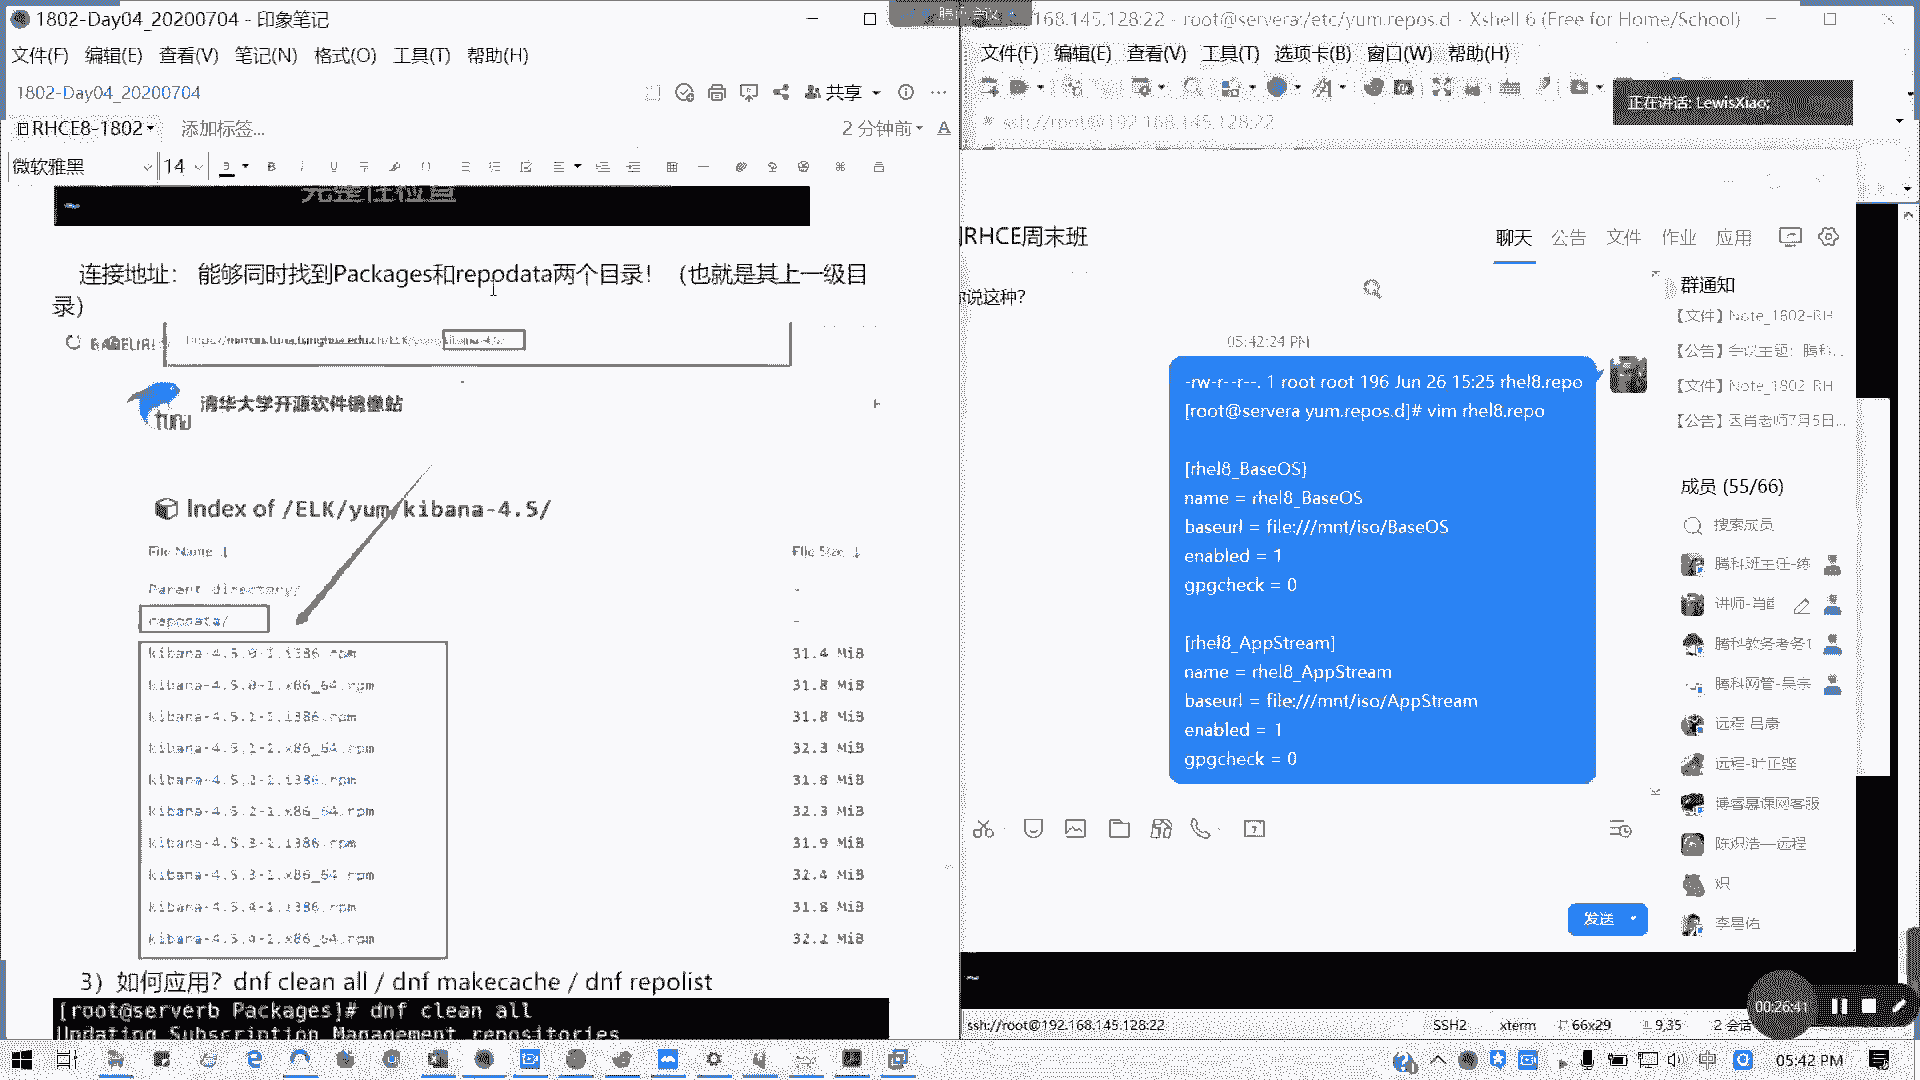 1802-Day04_20200704 - 印象笔记
文件(F) 编辑(E) 查看(V) 笔记(N) 格式(O) 工具(T) 帮助(H)
1802-Day04_20200704
共享
RHCE8-1802
添加标签...
2 分钟前
微软雅黑
14
完整性检查
连接地址： 能够同时找到Packages和repodata两个目录！（也就是其上一级目
录）
清华大学开源软件镜像站
Index of /ELK/yum/kibana-4.5/
File Name ↓
File Size ↓
Parent directory/
-
repodata/
-
kibana-4.5.0-1.i386.rpm
31.4 MiB
kibana-4.5.0-1.x86_64.rpm
31.8 MiB
kibana-4.5.1-1.i386.rpm
31.8 MiB
kibana-4.5.1-1.x86_64.rpm
32.3 MiB
kibana-4.5.2-1.i386.rpm
31.8 MiB
kibana-4.5.2-1.x86_64.rpm
32.3 MiB
kibana-4.5.3-1.i386.rpm
31.9 MiB
kibana-4.5.3-1.x86_64.rpm
32.4 MiB
kibana-4.5.4-1.i386.rpm
31.8 MiB
kibana-4.5.4-1.x86_64.rpm
32.2 MiB
3）如何应用？dnf clean all / dnf makecache / dnf repolist
[root@serverb Packages]# dnf clean all
Updating Subscription Management repositories
腾讯会议
.168.145.128:22 - root@servera:/etc/yum.repos.d - Xshell 6 (Free for Home/School)
文件(F) 编辑(E) 查看(V) 工具(T) 选项卡(B) 窗口(W) 帮助(H)
正在讲话: LewisXiao;
ssh://root@192.168.145.128:22
RHCE周末班
聊天 公告 文件 作业 应用
说这种?
05:42:24 PM
-rw-r--r--. 1 root root 196 Jun 26 15:25 rhel8.repo
[root@servera yum.repos.d]# vim rhel8.repo
[rhel8_BaseOS]
name = rhel8_BaseOS
baseurl = file:///mnt/iso/BaseOS
enabled = 1
gpgcheck = 0
[rhel8_AppStream]
name = rhel8_AppStream
baseurl = file:///mnt/iso/AppStream
enabled = 1
gpgcheck = 0
发送
群通知
【文件】Note_1802-RH
【公告】会议主题：腾科...
【文件】Note_1802-RH
【公告】因肖老师7月5日...
成员 (55/66)
搜索成员
腾科班主任-
讲师-肖
腾科教务考务1
腾科网管-吴宗
远程 吕康
远程-叶正铿
博睿慕课网客服
陈炽浩—远程
炽
李星佑
00:26:41
ssh://root@192.168.145.128:22
SSH2
xterm
66x29
9,35
2 会话
中
05:42 PM